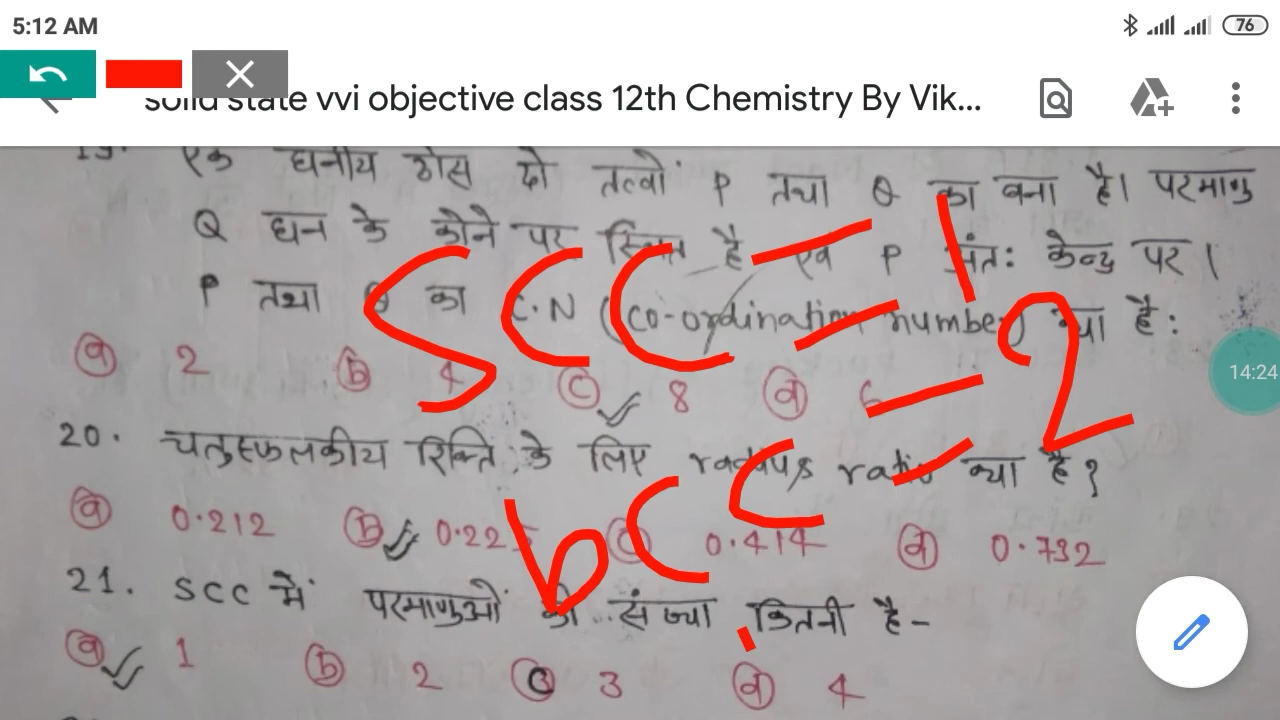 5:12 AM
76
solid state vvi objective class 12th Chemistry By Vik...
19. एक घनीय ठोस दो तत्वों P तथा Q का बना है। परमाणु
Q घन के कोने पर स्थित है एवं P अंतः केन्द्र पर।
P तथा Q का C.N (co-ordination number) क्या है:
ⓐ 2 ⓑ 4 ⓒ 8 ⓓ 6
SCC = 1
14:24
20. चतुष्फलकीय रिक्ति के लिए radius ratio क्या है?
bCC = 2
ⓐ 0.212 ⓑ 0.225 ⓒ 0.414 ⓓ 0.732
21. SCC में परमाणुओं की संख्या कितनी है-
ⓐ 1 ⓑ 2 ⓒ 3 ⓓ 4